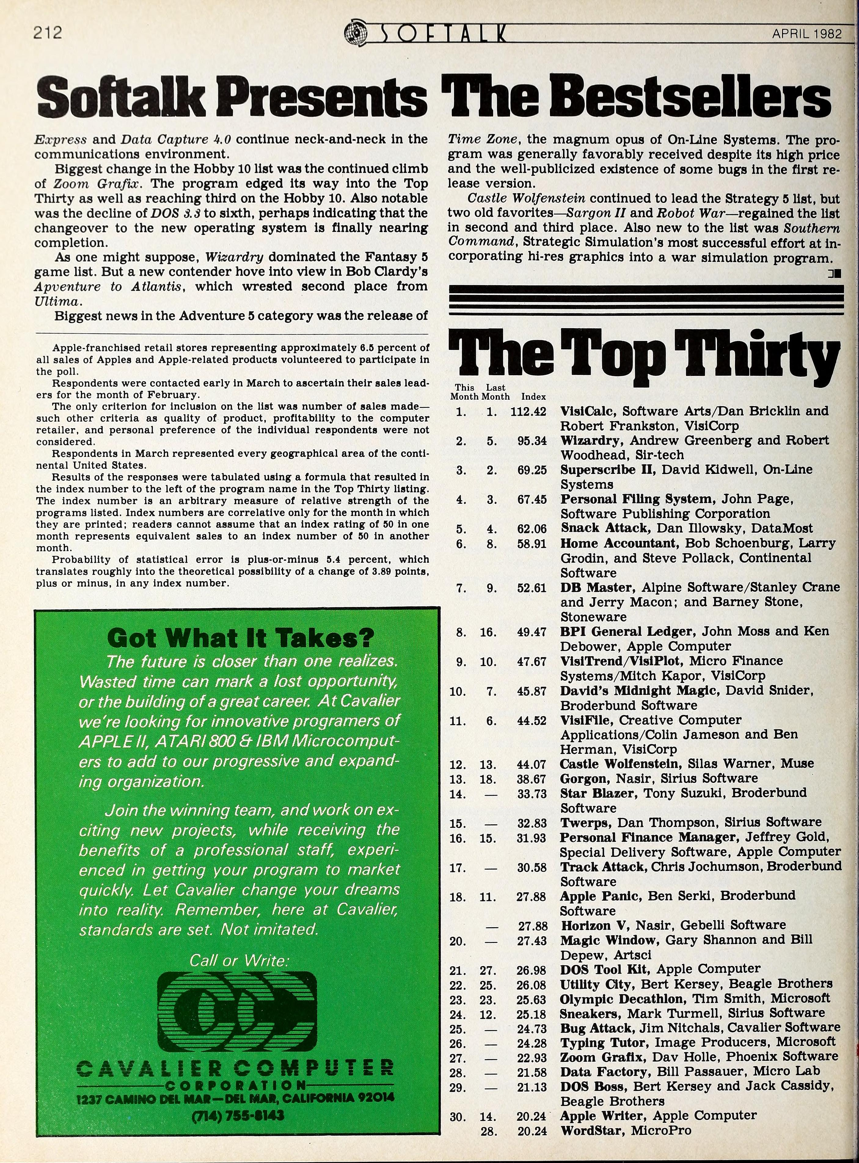 212
SOFTALK
APRIL 1982
Softalk Presents The Bestsellers
Express and Data Capture 4.0 continue neck-and-neck in the
communications environment.
Biggest change in the Hobby 10 list was the continued climb
of Zoom Grafix. The program edged its way into the Top
Thirty as well as reaching third on the Hobby 10. Also notable
was the decline of DOS 3.3 to sixth, perhaps indicating that the
changeover to the new operating system is finally nearing
completion.
As one might suppose, Wizardry dominated the Fantasy 5
game list. But a new contender hove into view in Bob Clardy's
Apventure to Atlantis, which wrested second place from
Ultima.
Biggest news in the Adventure 5 category was the release of
Apple-franchised retail stores representing approximately 6.5 percent of
all sales of Apples and Apple-related products volunteered to participate in
the poll.
Respondents were contacted early in March to ascertain their sales lead-
ers for the month of February.
The only criterion for inclusion on the list was number of sales made—
such other criteria as quality of product, profitability to the computer
retailer, and personal preference of the individual respondents were not
considered.
Respondents in March represented every geographical area of the conti-
nental United States.
Results of the responses were tabulated using a formula that resulted in
the index number to the left of the program name in the Top Thirty listing.
The index number is an arbitrary measure of relative strength of the
programs listed. Index numbers are correlative only for the month in which
they are printed; readers cannot assume that an index rating of 50 in one
month represents equivalent sales to an index number of 50 in another
month.
Probability of statistical error is plus-or-minus 5.4 percent, which
translates roughly into the theoretical possibility of a change of 3.89 points,
plus or minus, in any index number.
Got What It Takes?
The future is closer than one realizes.
Wasted time can mark a lost opportunity,
or the building of a great career. At Cavalier
we're looking for innovative programers of
APPLE II, ATARI 800 & IBM Microcomput-
ers to add to our progressive and expand-
ing organization.
Join the winning team, and work on ex-
citing new projects, while receiving the
benefits of a professional staff, experi-
enced in getting your program to market
quickly. Let Cavalier change your dreams
into reality. Remember, here at Cavalier,
standards are set. Not imitated.
Call or Write:
CAVALIER COMPUTER
CORPORATION
1237 CAMINO DEL MAR—DEL MAR, CALIFORNIA 92014
(714) 755-8143
Time Zone, the magnum opus of On-Line Systems. The pro-
gram was generally favorably received despite its high price
and the well-publicized existence of some bugs in the first re-
lease version.
Castle Wolfenstein continued to lead the Strategy 5 list, but
two old favorites—Sargon II and Robot War—regained the list
in second and third place. Also new to the list was Southern
Command, Strategic Simulation's most successful effort at in-
corporating hi-res graphics into a war simulation program.
The Top Thirty
This Last
Month Month Index
1. 1. 112.42 VisiCalc, Software Arts/Dan Bricklin and
Robert Frankston, VisiCorp
2. 5. 95.34 Wizardry, Andrew Greenberg and Robert
Woodhead, Sir-tech
3. 2. 69.25 Superscribe II, David Kidwell, On-Line
Systems
4. 3. 67.45 Personal Filing System, John Page,
Software Publishing Corporation
5. 4. 62.06 Snack Attack, Dan Illowsky, DataMost
6. 8. 58.91 Home Accountant, Bob Schoenburg, Larry
Grodin, and Steve Pollack, Continental
Software
7. 9. 52.61 DB Master, Alpine Software/Stanley Crane
and Jerry Macon; and Barney Stone,
Stoneware
8. 16. 49.47 BPI General Ledger, John Moss and Ken
Debower, Apple Computer
9. 10. 47.67 VisiTrend/VisiPlot, Micro Finance
Systems/Mitch Kapor, VisiCorp
10. 7. 45.87 David's Midnight Magic, David Snider,
Broderbund Software
11. 6. 44.52 VisiFile, Creative Computer
Applications/Colin Jameson and Ben
Herman, VisiCorp
12. 13. 44.07 Castle Wolfenstein, Silas Warner, Muse
13. 18. 38.67 Gorgon, Nasir, Sirius Software
14. — 33.73 Star Blazer, Tony Suzuki, Broderbund
Software
15. — 32.83 Twerps, Dan Thompson, Sirius Software
16. 15. 31.93 Personal Finance Manager, Jeffrey Gold,
Special Delivery Software, Apple Computer
17. — 30.58 Track Attack, Chris Jochumson, Broderbund
Software
18. 11. 27.88 Apple Panic, Ben Serki, Broderbund
Software
— 27.88 Horizon V, Nasir, Gebelli Software
20. — 27.43 Magic Window, Gary Shannon and Bill
Depew, Artsci
21. 27. 26.98 DOS Tool Kit, Apple Computer
22. 25. 26.08 Utility City, Bert Kersey, Beagle Brothers
23. 23. 25.63 Olympic Decathlon, Tim Smith, Microsoft
24. 12. 25.18 Sneakers, Mark Turmell, Sirius Software
25. — 24.73 Bug Attack, Jim Nitchals, Cavalier Software
26. — 24.28 Typing Tutor, Image Producers, Microsoft
27. — 22.93 Zoom Grafix, Dav Holle, Phoenix Software
28. — 21.58 Data Factory, Bill Passauer, Micro Lab
29. — 21.13 DOS Boss, Bert Kersey and Jack Cassidy,
Beagle Brothers
30. 14. 20.24 Apple Writer, Apple Computer
28. 20.24 WordStar, MicroPro